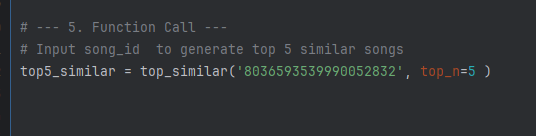 # --- 5. Function Call ---
# Input song_id  to generate top 5 similar songs
top5_similar = top_similar('8036593539990052832', top_n=5 )